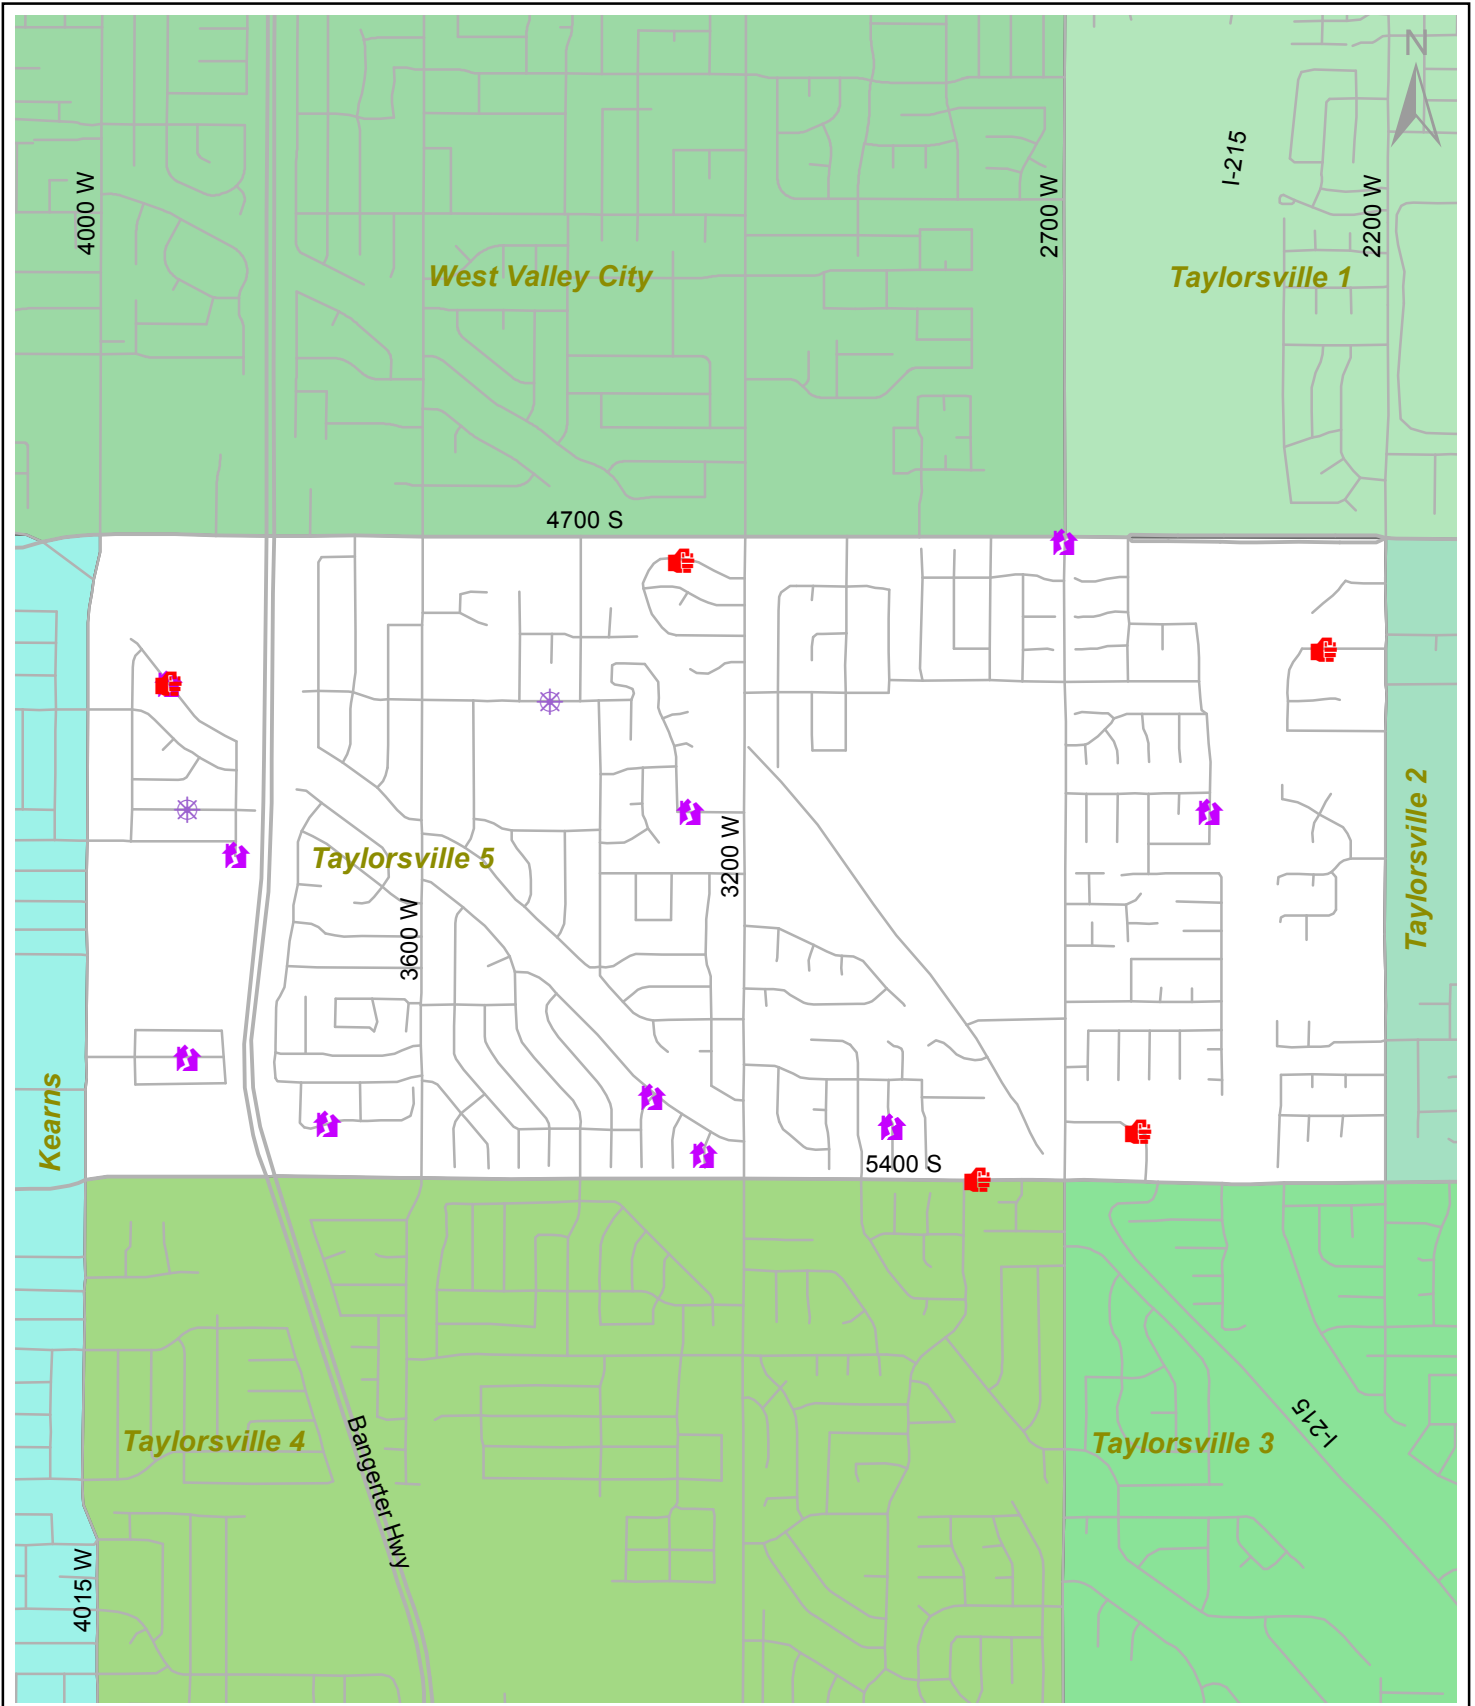 N
I-215
4000 W
2700 W
2200 W
West Valley City
Taylorsville 1
4700 S
Taylorsville 2
3200 W
Taylorsville 5
3600 W
Kearns
5400 S
Taylorsville 4
Bangerter Hwy
Taylorsville 3
I-215
4015 W